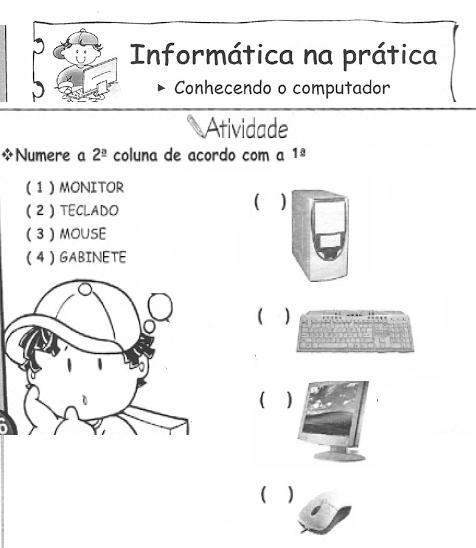 Informática na prática
▸ Conhecendo o computador
Atividade
❖Numere a 2ª coluna de acordo com a 1ª
( 1 ) MONITOR
( 2 ) TECLADO
( 3 ) MOUSE
( 4 ) GABINETE
( )
( )
( )
( )